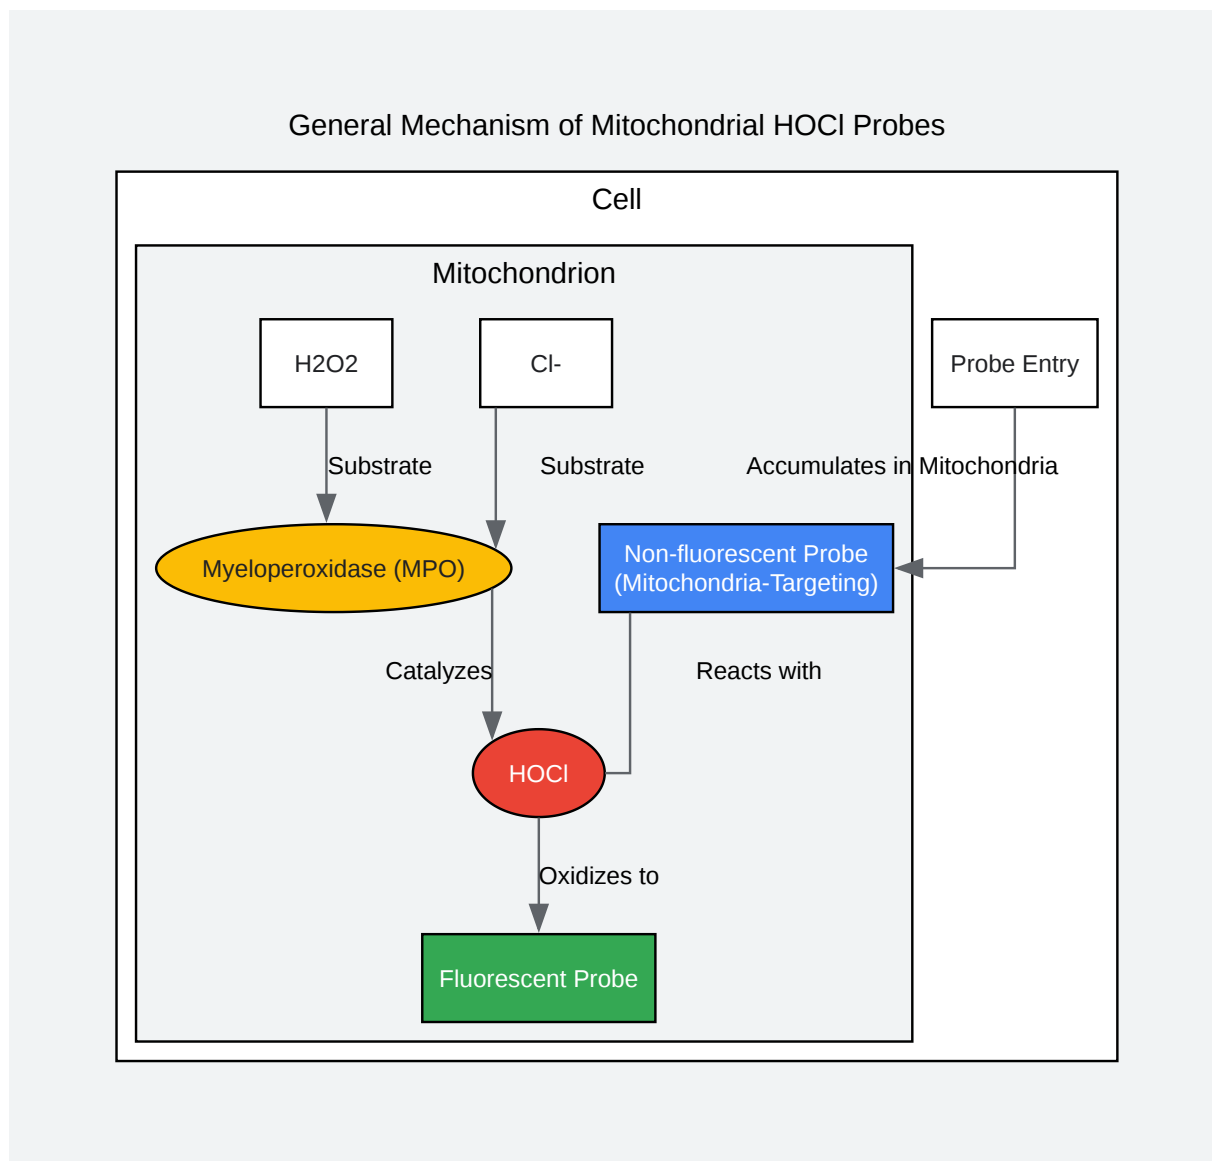 General Mechanism of Mitochondrial HOCl Probes
Cell
Mitochondrion
H2O2
Cl-
Probe Entry
Substrate
Substrate
Accumulates in Mitochondria
Myeloperoxidase (MPO)
Non-fluorescent Probe
(Mitochondria-Targeting)
Catalyzes
Reacts with
HOCl
Oxidizes to
Fluorescent Probe